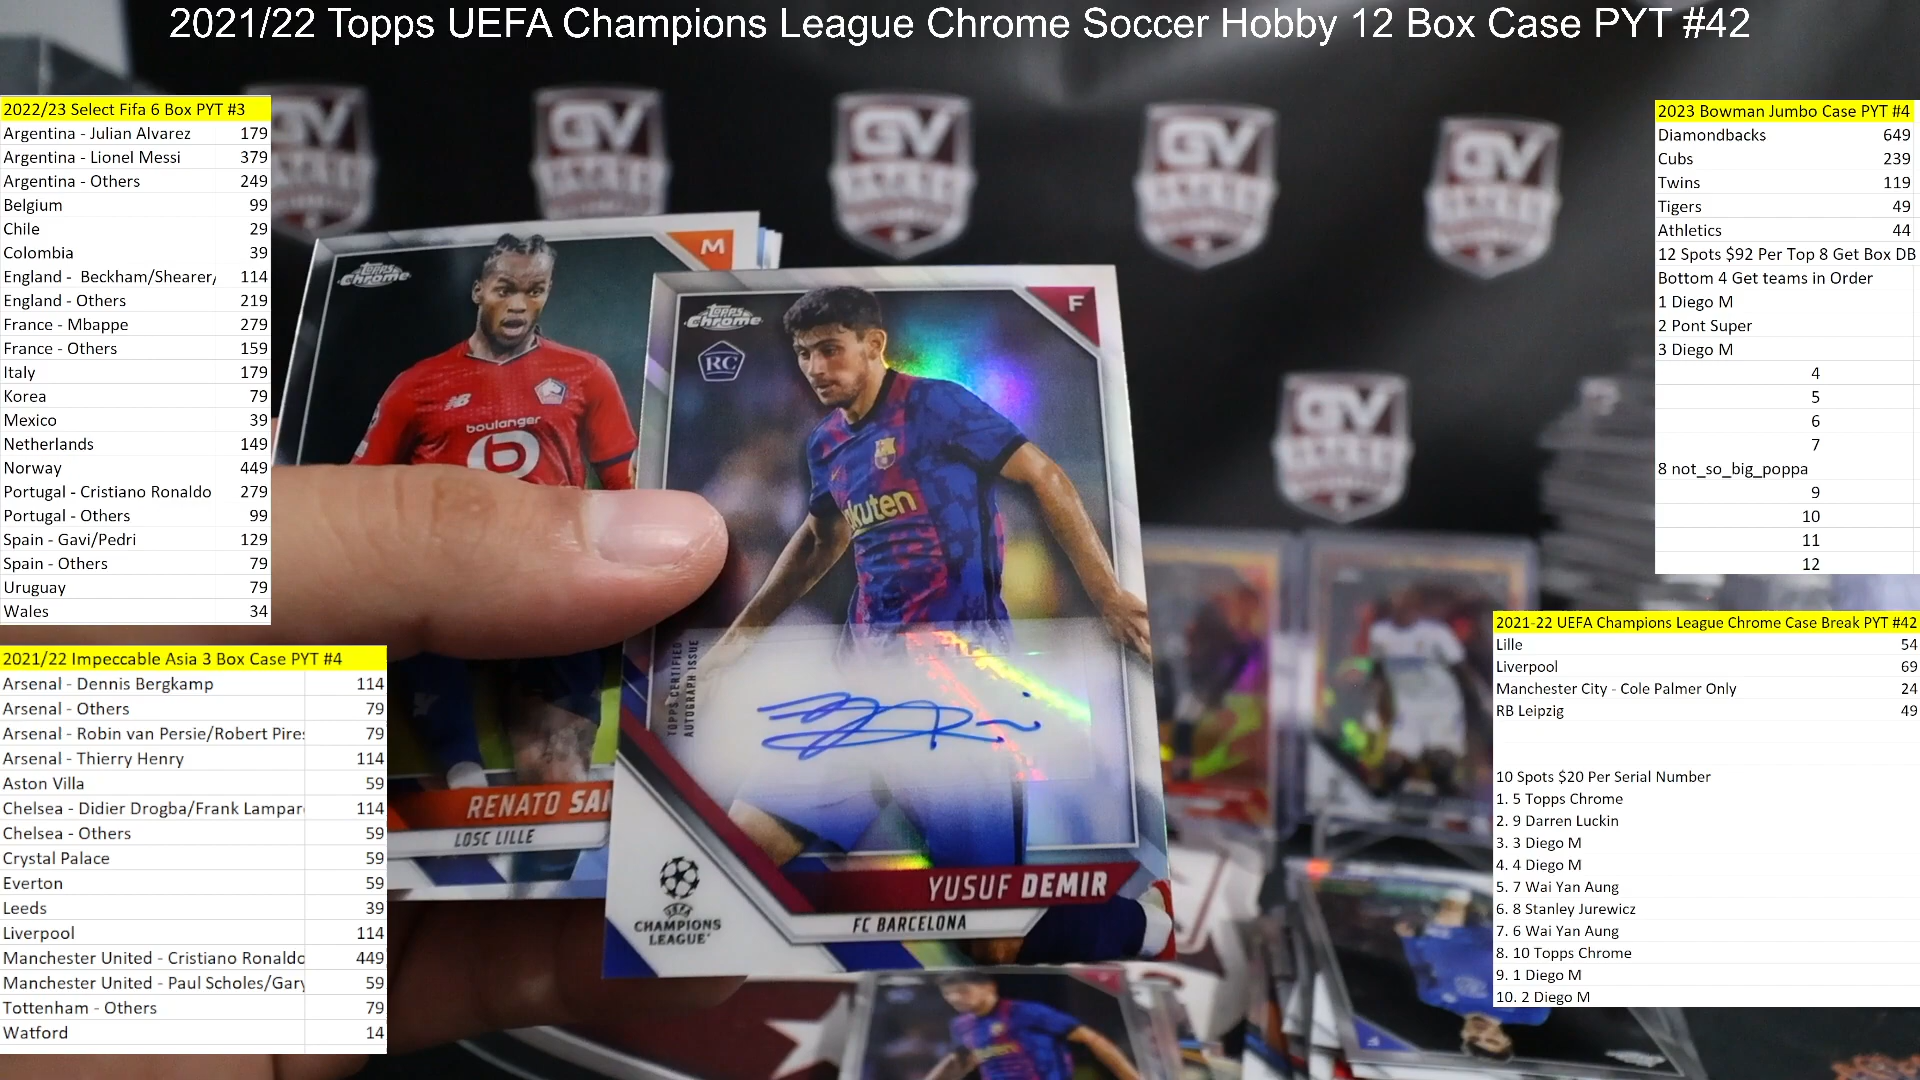 2021/22 Topps UEFA Champions League Chrome Soccer Hobby 12 Box Case PYT #42
2022/23 Select Fifa 6 Box PYT #3
Argentina - Julian Alvarez 179
Argentina - Lionel Messi 379
Argentina - Others 249
Belgium 99
Chile 29
Colombia 39
England - Beckham/Shearer/ 114
England - Others 219
France - Mbappe 279
France - Others 159
Italy 179
Korea 79
Mexico 39
Netherlands 149
Norway 449
Portugal - Cristiano Ronaldo 279
Portugal - Others 99
Spain - Gavi/Pedri 129
Spain - Others 79
Uruguay 79
Wales 34
2021/22 Impeccable Asia 3 Box Case PYT #4
Arsenal - Dennis Bergkamp 114
Arsenal - Others 79
Arsenal - Robin van Persie/Robert Pires 79
Arsenal - Thierry Henry 114
Aston Villa 59
Chelsea - Didier Drogba/Frank Lampar 114
Chelsea - Others 59
Crystal Palace 59
Everton 59
Leeds 39
Liverpool 114
Manchester United - Cristiano Ronaldo 449
Manchester United - Paul Scholes/Gary 59
Tottenham - Others 79
Watford 14
GV
GV
GV
GV
GV
GV
Topps Chrome
M
boulanger
RENATO SAN
LOSC LILLE
Topps Chrome
F
RC
akuten
TOPPS CERTIFIED
AUTOGRAPH ISSUE
YUSUF DEMIR
FC BARCELONA
UEFA
CHAMPIONS
LEAGUE
2023 Bowman Jumbo Case PYT #4
Diamondbacks 649
Cubs 239
Twins 119
Tigers 49
Athletics 44
12 Spots $92 Per Top 8 Get Box DB
Bottom 4 Get teams in Order
1 Diego M
2 Pont Super
3 Diego M
4
5
6
7
8 not_so_big_poppa
9
10
11
12
2021-22 UEFA Champions League Chrome Case Break PYT #42
Lille 54
Liverpool 69
Manchester City - Cole Palmer Only 24
RB Leipzig 49
10 Spots $20 Per Serial Number
1. 5 Topps Chrome
2. 9 Darren Luckin
3. 3 Diego M
4. 4 Diego M
5. 7 Wai Yan Aung
6. 8 Stanley Jurewicz
7. 6 Wai Yan Aung
8. 10 Topps Chrome
9. 1 Diego M
10. 2 Diego M